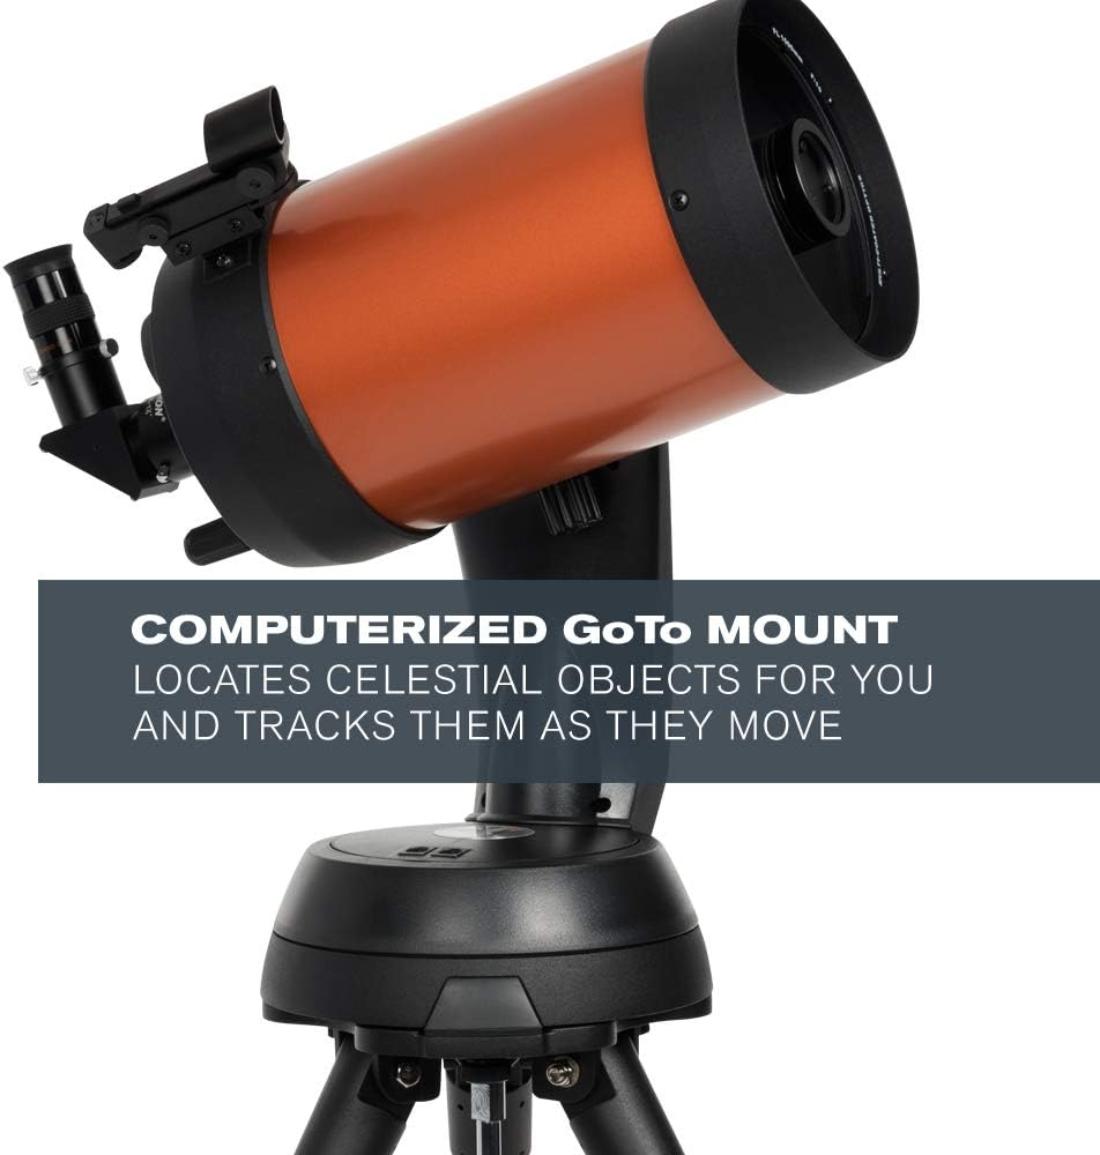 COMPUTERIZED GoTo MOUNT
LOCATES CELESTIAL OBJECTS FOR YOU
AND TRACKS THEM AS THEY MOVE